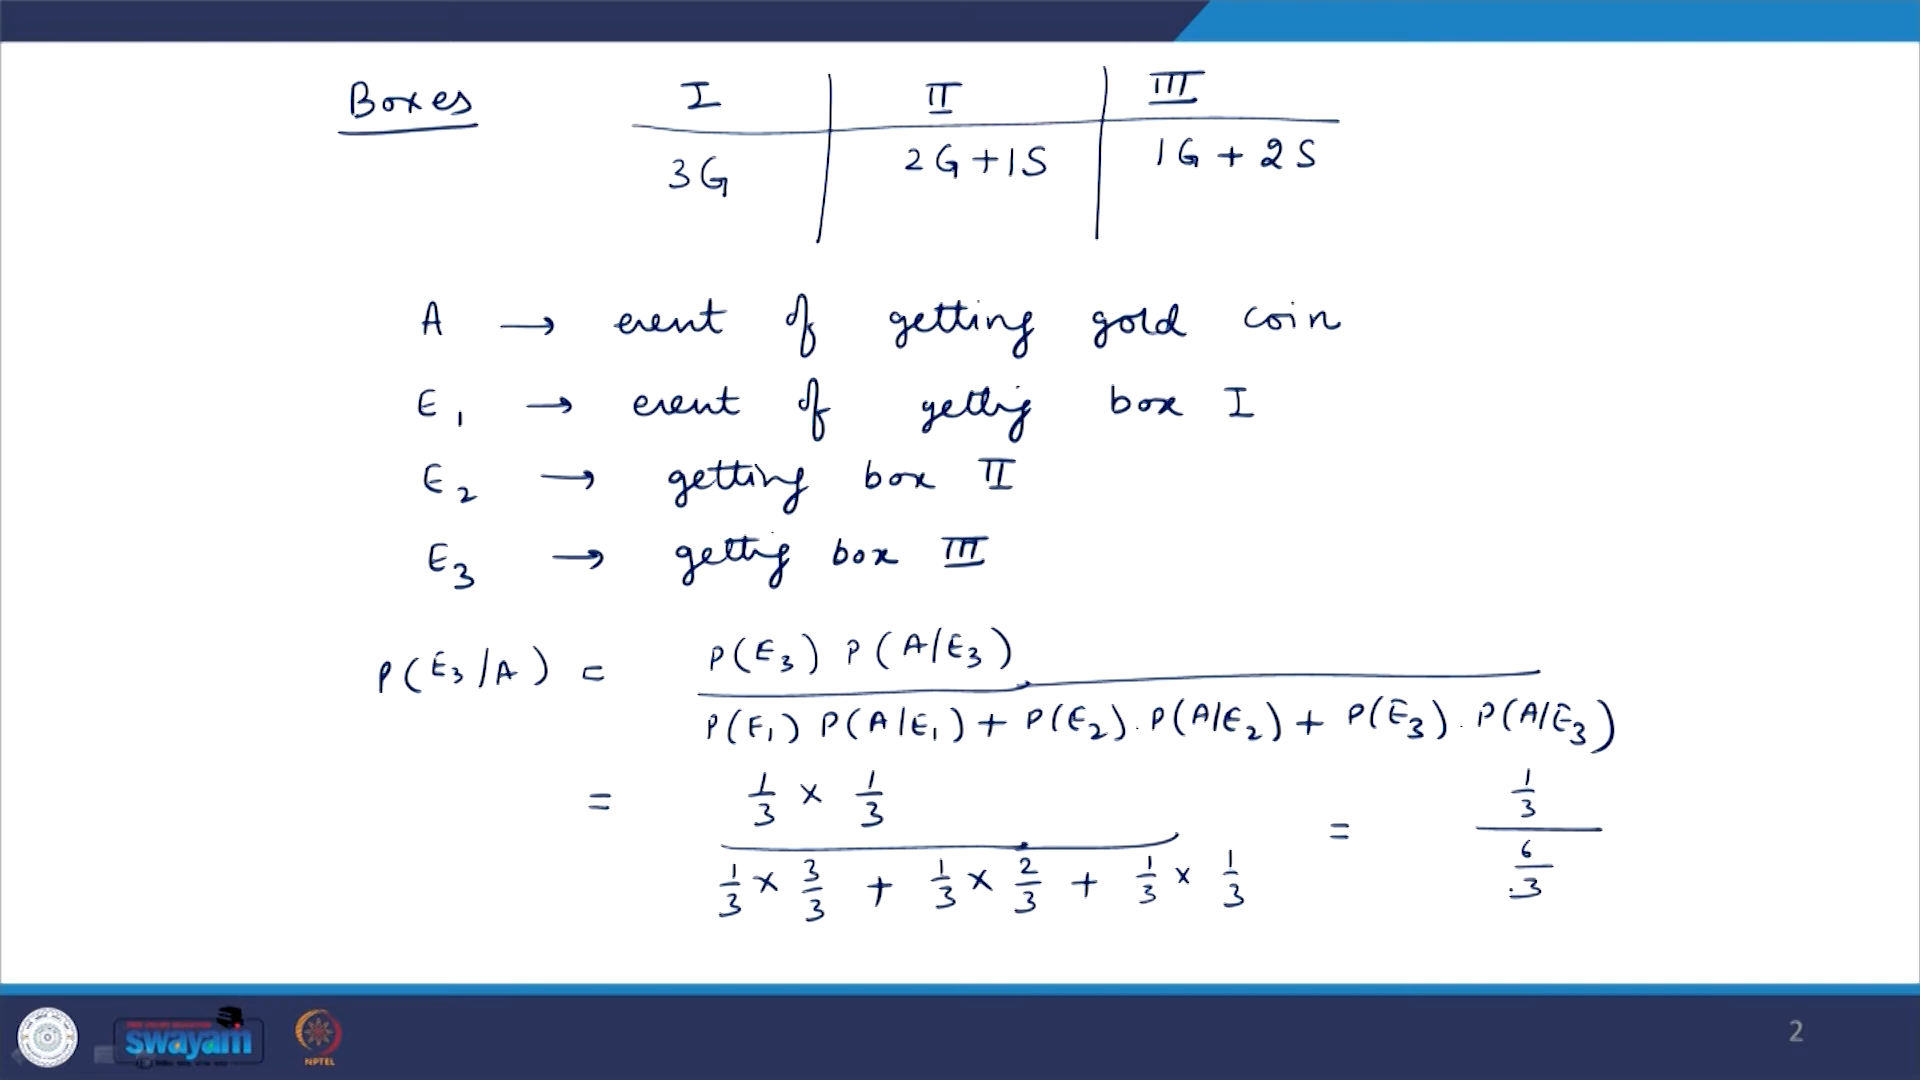 Boxes I II III
3G 2G+1S 1G + 2S
A → event of getting gold coin
E1 → event of getting box I
E2 → getting box II
E3 → getting box III
P(E3/A) = P(E3) P(A/E3)
P(E1) P(A/E1) + P(E2). P(A/E2) + P(E3). P(A/E3)
= 1/3 × 1/3 = 1/3
1/3 × 3/3 + 1/3 × 2/3 + 1/3 × 1/3 6/3
swayam
NPTEL
2